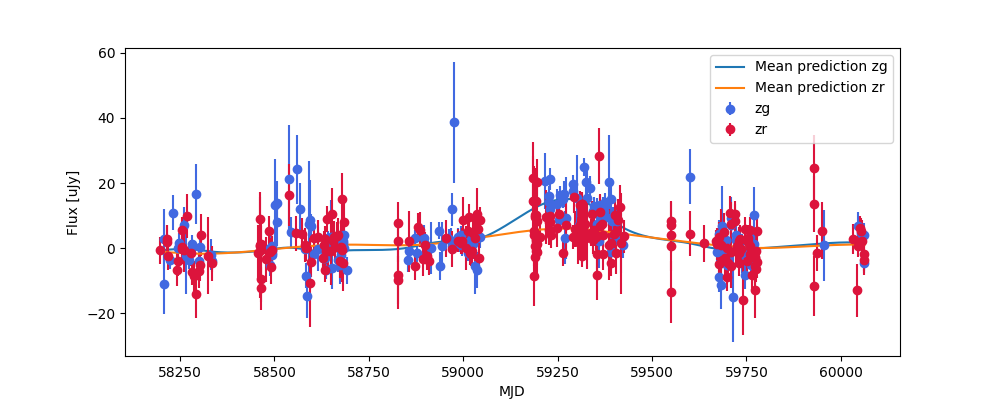 60
40
20
0
−20
Flux [uJy]
58250
58500
58750
59000
59250
59500
59750
60000
MJD
Mean prediction zg
Mean prediction zr
zg
zr